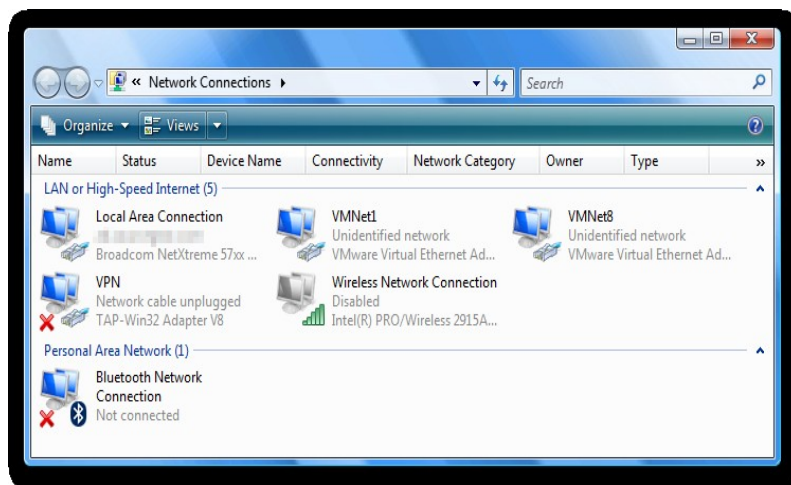 « Network Connections ▸
Search
Organize Views
Name Status Device Name Connectivity Network Category Owner Type »
LAN or High-Speed Internet (5)
Local Area Connection
Broadcom NetXtreme 57xx ...
VMNet1
Unidentified network
VMware Virtual Ethernet Ad...
VMNet8
Unidentified network
VMware Virtual Ethernet Ad...
VPN
Network cable unplugged
TAP-Win32 Adapter V8
Wireless Network Connection
Disabled
Intel(R) PRO/Wireless 2915A...
Personal Area Network (1)
Bluetooth Network
Connection
Not connected